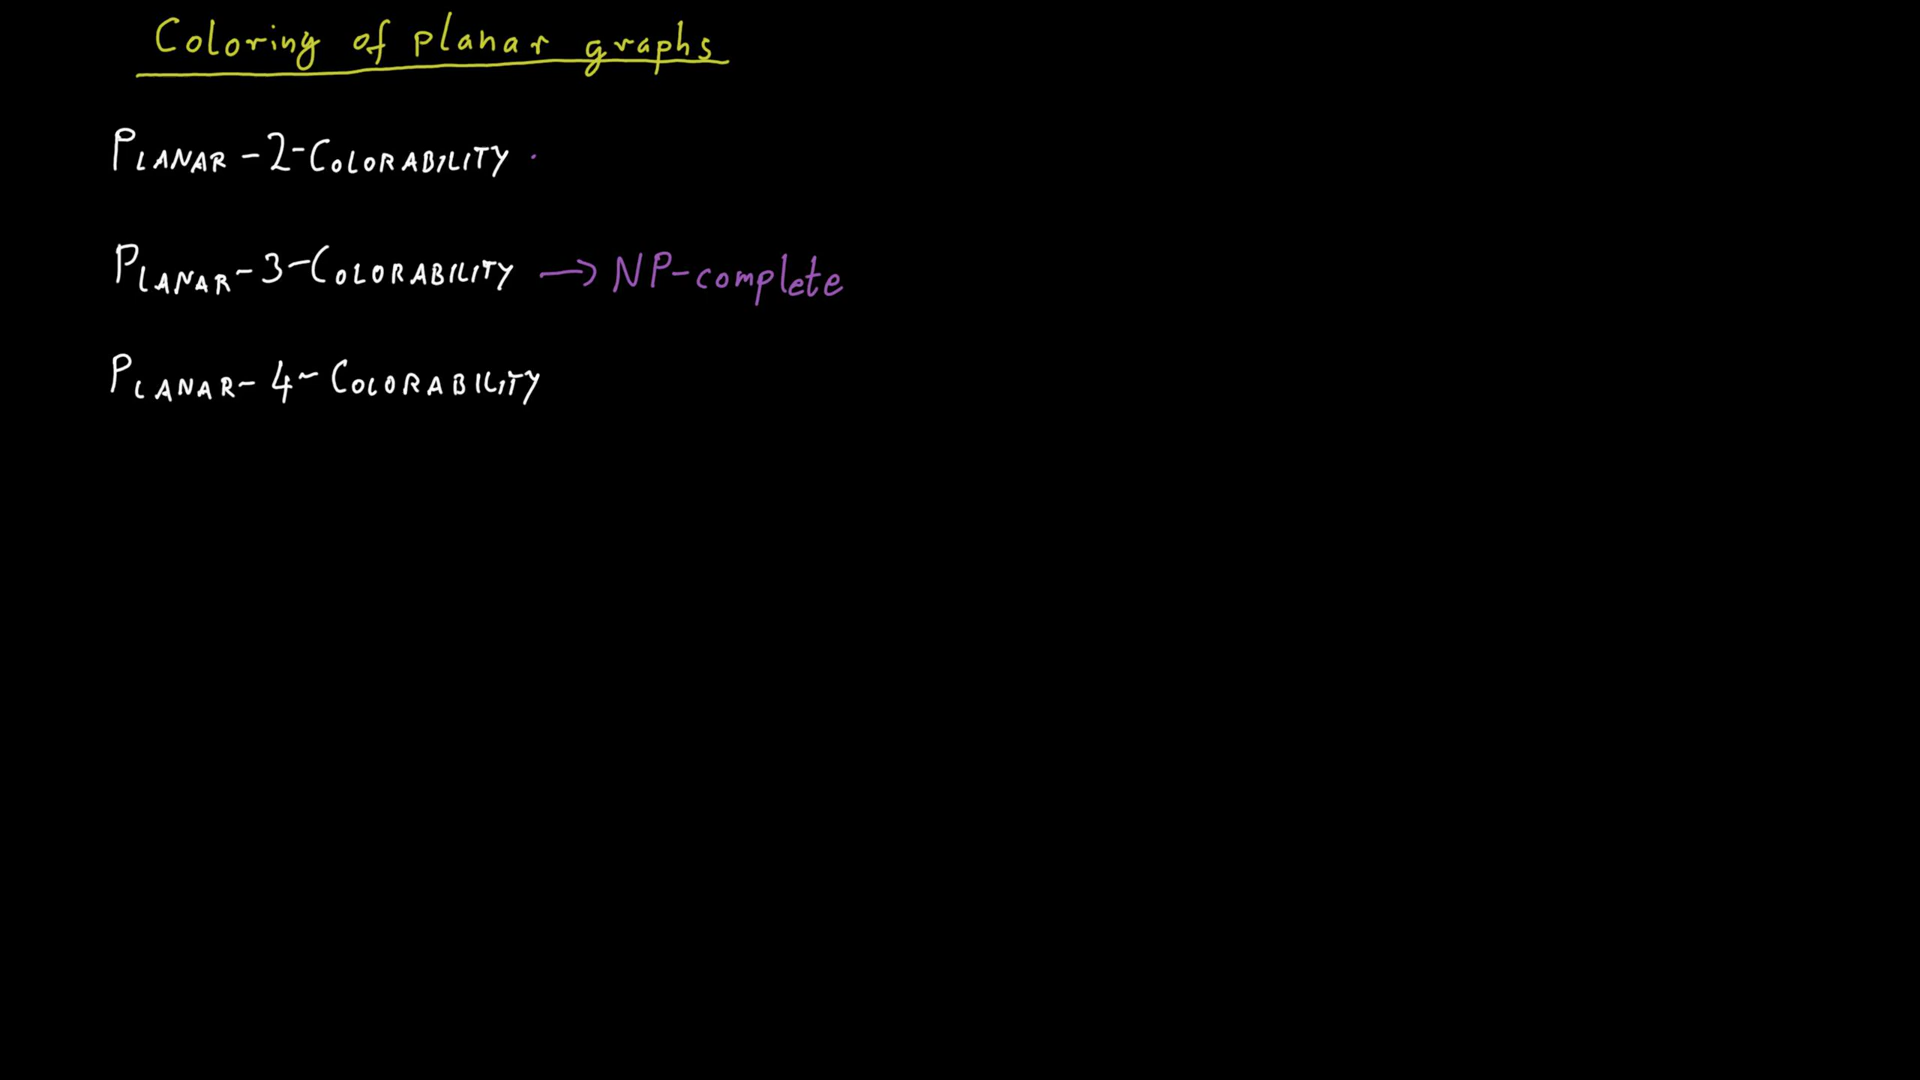 Coloring of planar graphs
PLANAR-2-COLORABILITY
PLANAR-3-COLORABILITY → NP-complete
PLANAR-4-COLORABILITY